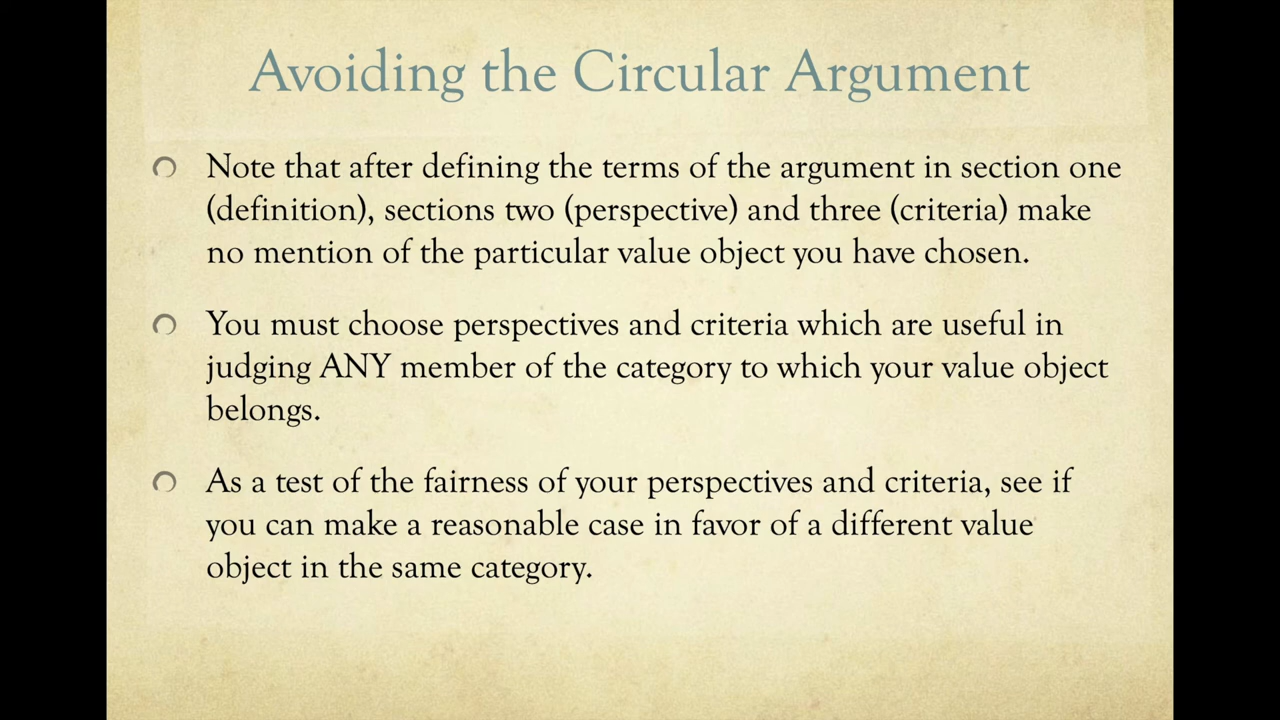 Avoiding the Circular Argument
Note that after defining the terms of the argument in section one
(definition), sections two (perspective) and three (criteria) make
no mention of the particular value object you have chosen.
You must choose perspectives and criteria which are useful in
judging ANY member of the category to which your value object
belongs.
As a test of the fairness of your perspectives and criteria, see if
you can make a reasonable case in favor of a different value
object in the same category.